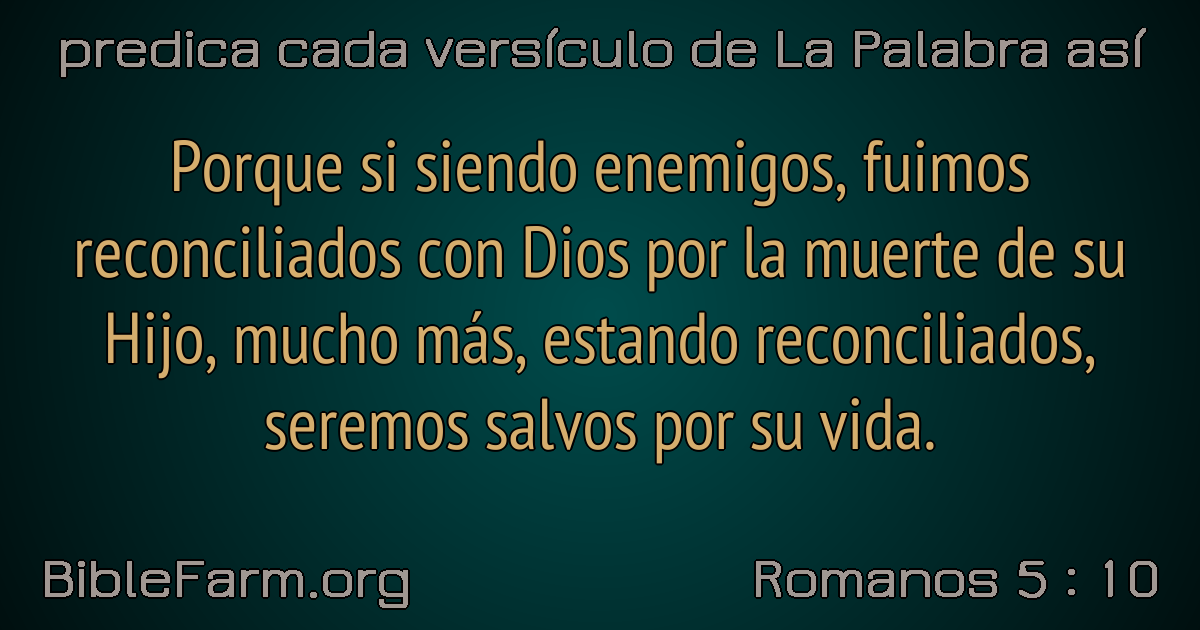 predica cada versículo de La Palabra así
Porque si siendo enemigos, fuimos
reconciliados con Dios por la muerte de su
Hijo, mucho más, estando reconciliados,
seremos salvos por su vida.
BibleFarm.org
Romanos 5 : 10